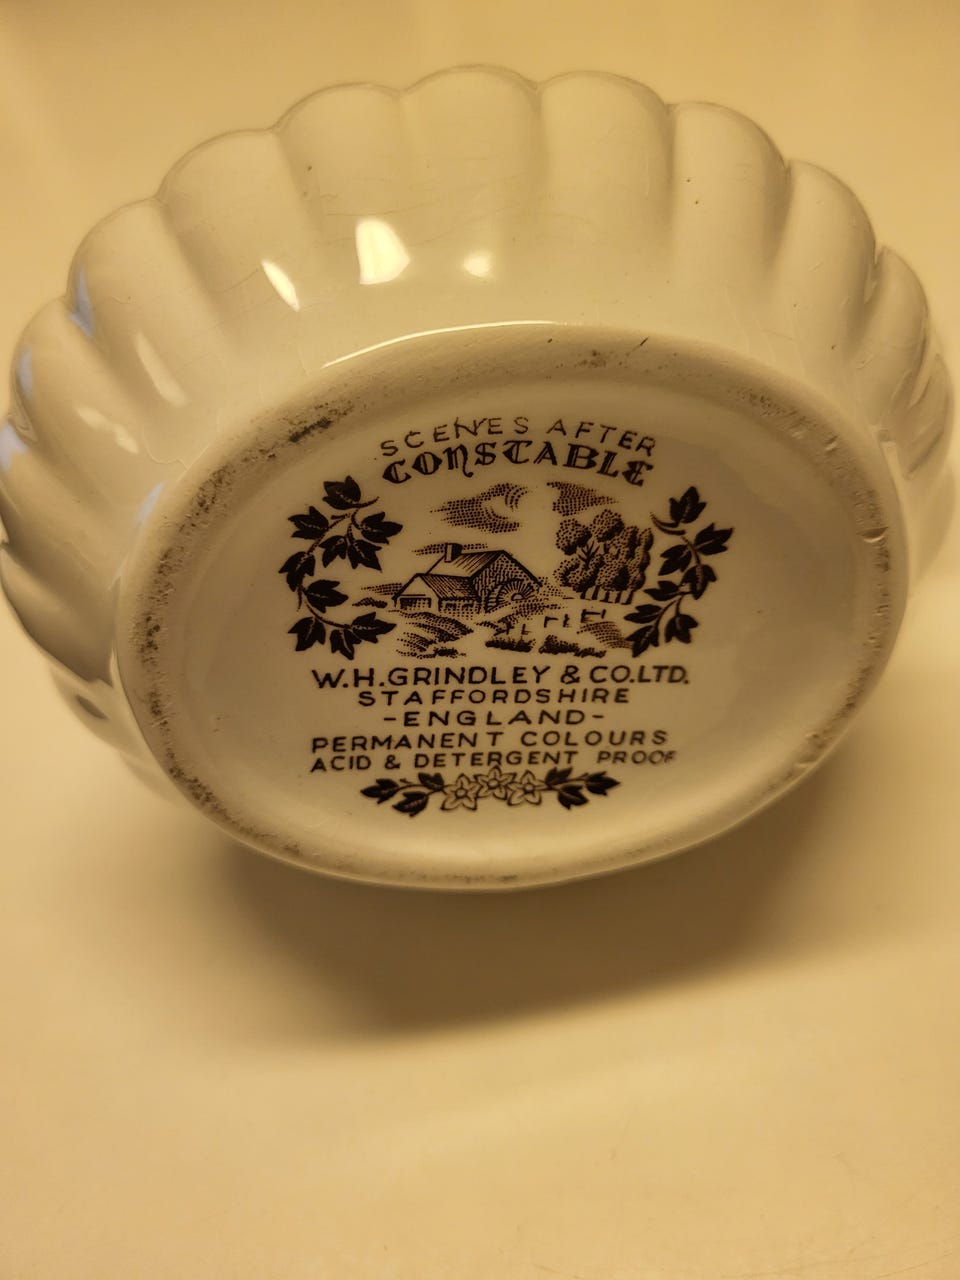 SCENES AFTER
CONSTABLE
W.H.GRINDLEY & CO.LTD.
STAFFORDSHIRE
-ENGLAND-
PERMANENT COLOURS
ACID & DETERGENT PROOF